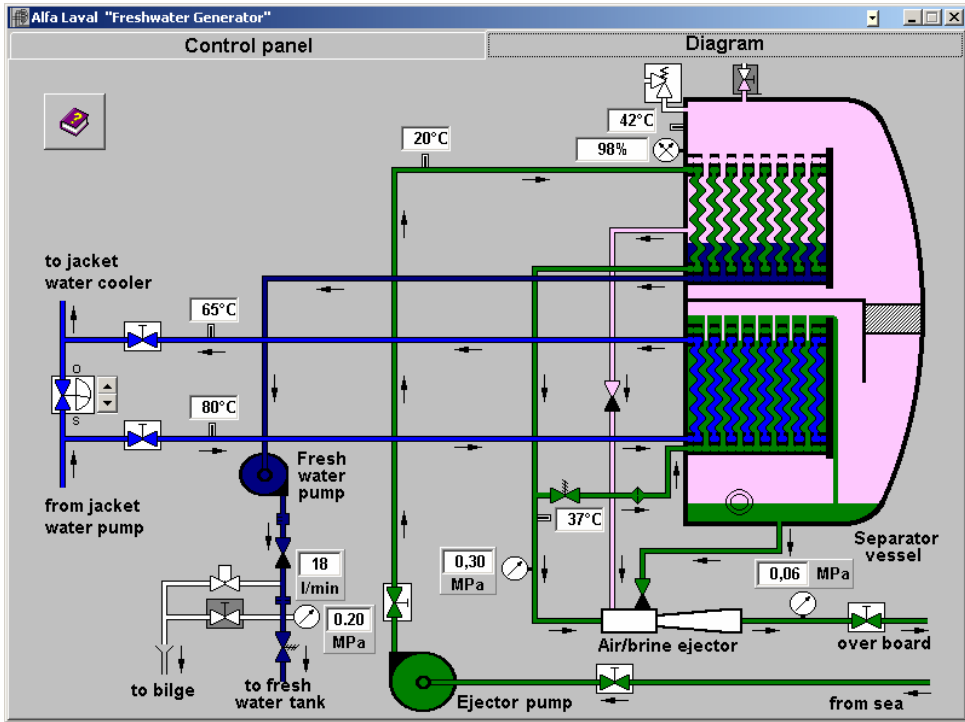 Alfa Laval "Freshwater Generator"
Control panel
Diagram
42°C
20°C
98%
to jacket
water cooler
65°C
O
S
80°C
Fresh
water
pump
from jacket
water pump
37°C
Separator
vessel
18
l/min
0,30
MPa
0,06 MPa
0.20
MPa
Air/brine ejector
over board
to bilge
to fresh
water tank
Ejector pump
from sea